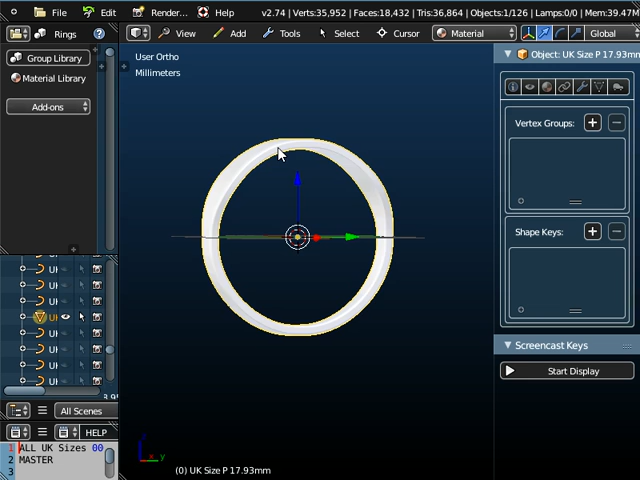 File Edit Render... Help v2.74 | Verts:35,952 | Faces:18,432 | Tris:36,864 | Objects:1/126 | Lamps:0/0 | Mem:39.47M
Rings View Add Tools Select Cursor Material Global
Group Library
Material Library
Add-ons
User Ortho
Millimeters
Object: UK Size P 17.93mm
Vertex Groups:
Shape Keys:
Screencast Keys
Start Display
All Scenes
HELP
1 ALL UK Sizes 00
2 MASTER
3
z
x y
(0) UK Size P 17.93mm